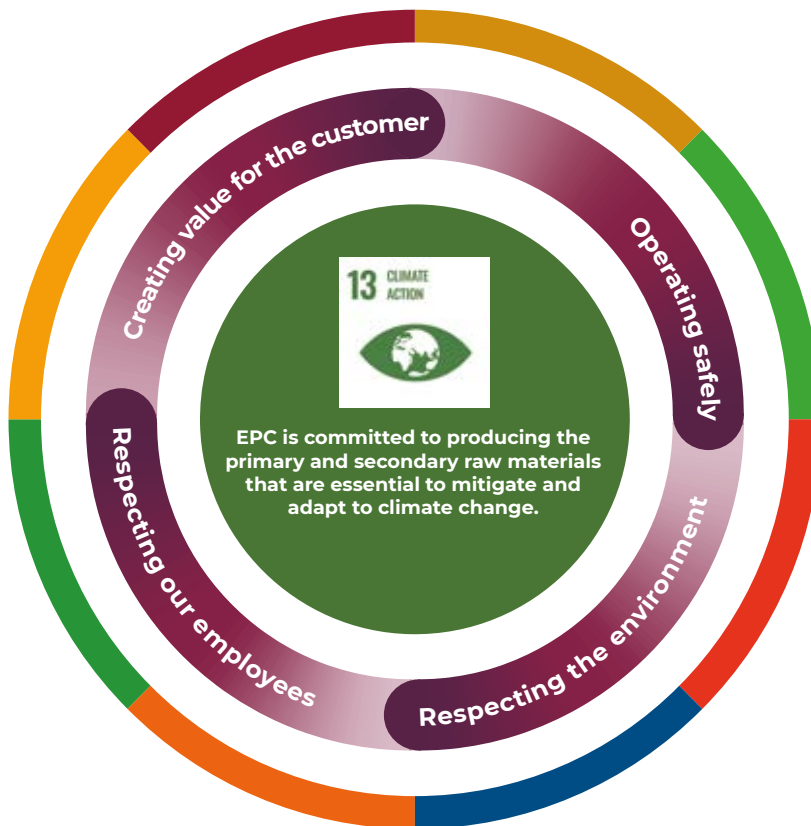 Creating value for the customer
Operating safely
13 CLIMATE
ACTION
EPC is committed to producing the
primary and secondary raw materials
that are essential to mitigate and
adapt to climate change.
Respecting our employees
Respecting the environment